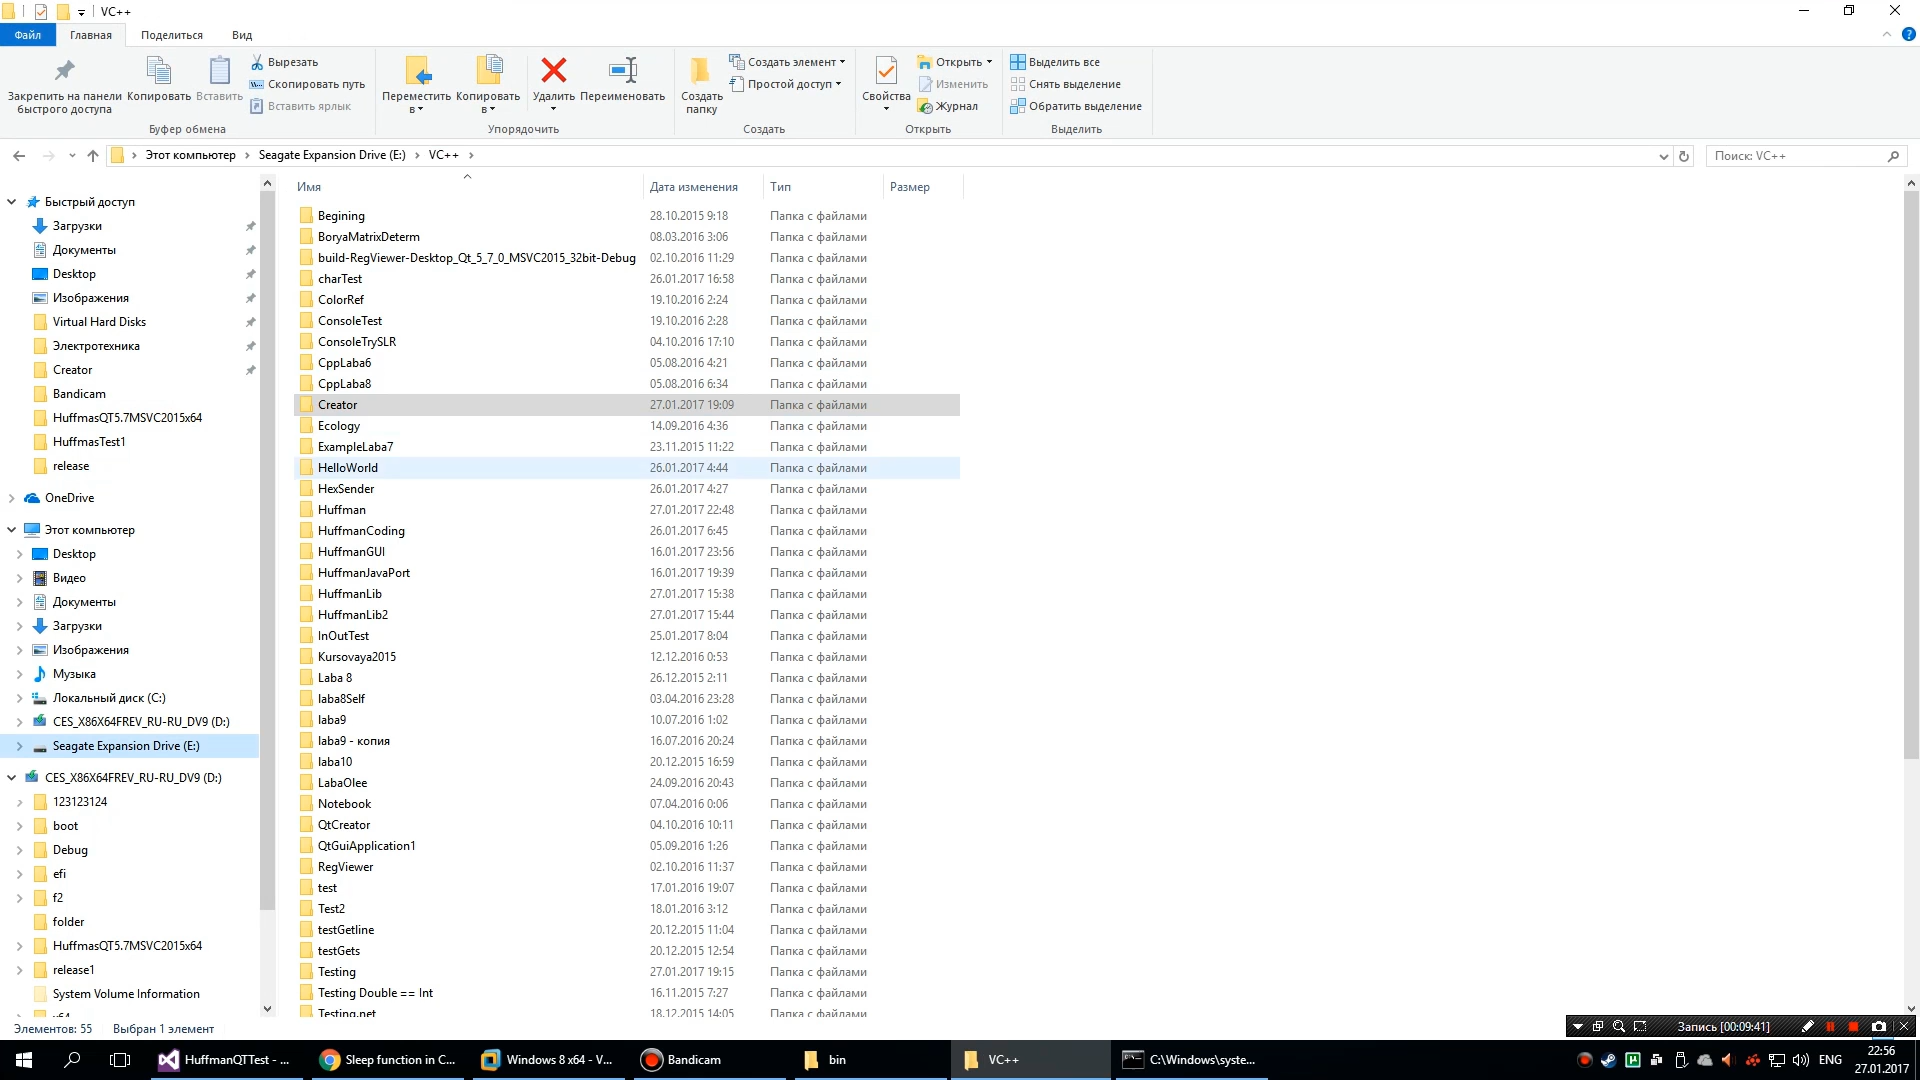 VC++
Файл Главная Поделиться Вид
Закрепить на панели быстрого доступа
Копировать
Вставить
Вырезать
Скопировать путь
Вставить ярлык
Буфер обмена
Переместить в
Копировать в
Удалить
Переименовать
Упорядочить
Создать папку
Создать элемент
Простой доступ
Создать
Свойства
Открыть
Изменить
Журнал
Открыть
Выделить все
Снять выделение
Обратить выделение
Выделить
Этот компьютер Seagate Expansion Drive (E:) VC++
Поиск: VC++
Быстрый доступ
Загрузки
Документы
Desktop
Изображения
Virtual Hard Disks
Электротехника
Creator
Bandicam
HuffmasQT5.7MSVC2015x64
HuffmasTest1
release
OneDrive
Этот компьютер
Desktop
Видео
Документы
Загрузки
Изображения
Музыка
Локальный диск (C:)
CES_X86X64FREV_RU-RU_DV9 (D:)
Seagate Expansion Drive (E:)
CES_X86X64FREV_RU-RU_DV9 (D:)
123123124
boot
Debug
efi
f2
folder
HuffmasQT5.7MSVC2015x64
release1
System Volume Information
x64
Имя Дата изменения Тип Размер
Begining 28.10.2015 9:18 Папка с файлами
BoryaMatrixDeterm 08.03.2016 3:06 Папка с файлами
build-RegViewer-Desktop_Qt_5_7_0_MSVC2015_32bit-Debug 02.10.2016 11:29 Папка с файлами
charTest 26.01.2017 16:58 Папка с файлами
ColorRef 19.10.2016 2:24 Папка с файлами
ConsoleTest 19.10.2016 2:28 Папка с файлами
ConsoleTrySLR 04.10.2016 17:10 Папка с файлами
CppLaba6 05.08.2016 4:21 Папка с файлами
CppLaba8 05.08.2016 6:34 Папка с файлами
Creator 27.01.2017 19:09 Папка с файлами
Ecology 14.09.2016 4:36 Папка с файлами
ExampleLaba7 23.11.2015 11:22 Папка с файлами
HelloWorld 26.01.2017 4:44 Папка с файлами
HexSender 26.01.2017 4:27 Папка с файлами
Huffman 27.01.2017 22:48 Папка с файлами
HuffmanCoding 26.01.2017 6:45 Папка с файлами
HuffmanGUI 16.01.2017 23:56 Папка с файлами
HuffmanJavaPort 16.01.2017 19:39 Папка с файлами
HuffmanLib 27.01.2017 15:38 Папка с файлами
HuffmanLib2 27.01.2017 15:44 Папка с файлами
InOutTest 25.01.2017 8:04 Папка с файлами
Kursovaya2015 12.12.2016 0:53 Папка с файлами
Laba 8 26.12.2015 2:11 Папка с файлами
laba8Self 03.04.2016 23:28 Папка с файлами
laba9 10.07.2016 1:02 Папка с файлами
laba9 - копия 16.07.2016 20:24 Папка с файлами
laba10 20.12.2015 16:59 Папка с файлами
LabaOlee 24.09.2016 20:43 Папка с файлами
Notebook 07.04.2016 0:06 Папка с файлами
QtCreator 04.10.2016 10:11 Папка с файлами
QtGuiApplication1 05.09.2016 1:26 Папка с файлами
RegViewer 02.10.2016 11:37 Папка с файлами
test 17.01.2016 19:07 Папка с файлами
Test2 18.01.2016 3:12 Папка с файлами
testGetline 20.12.2015 11:04 Папка с файлами
testGets 20.12.2015 12:54 Папка с файлами
Testing 27.01.2017 19:15 Папка с файлами
Testing Double == Int 16.11.2015 7:27 Папка с файлами
Testing.net 18.12.2015 14:05 Папка с файлами
Элементов: 55 Выбран 1 элемент
Запись [00:09:41]
HuffmanQTTest - ...
Sleep function in C...
Windows 8 x64 - V...
Bandicam
bin
VC++
C:\Windows\syste...
ENG
22:56
27.01.2017